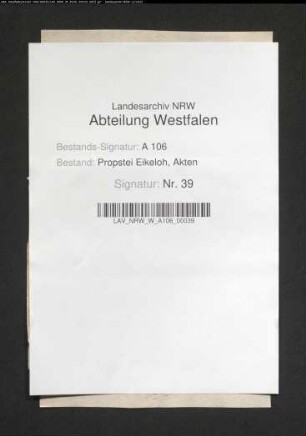 Landesarchiv NRW
Abteilung Westfalen
Bestands-Signatur: A 106
Bestand: Propstei Eikeloh, Akten
Signatur: Nr. 39
LAV_NRW_W_A106_00039